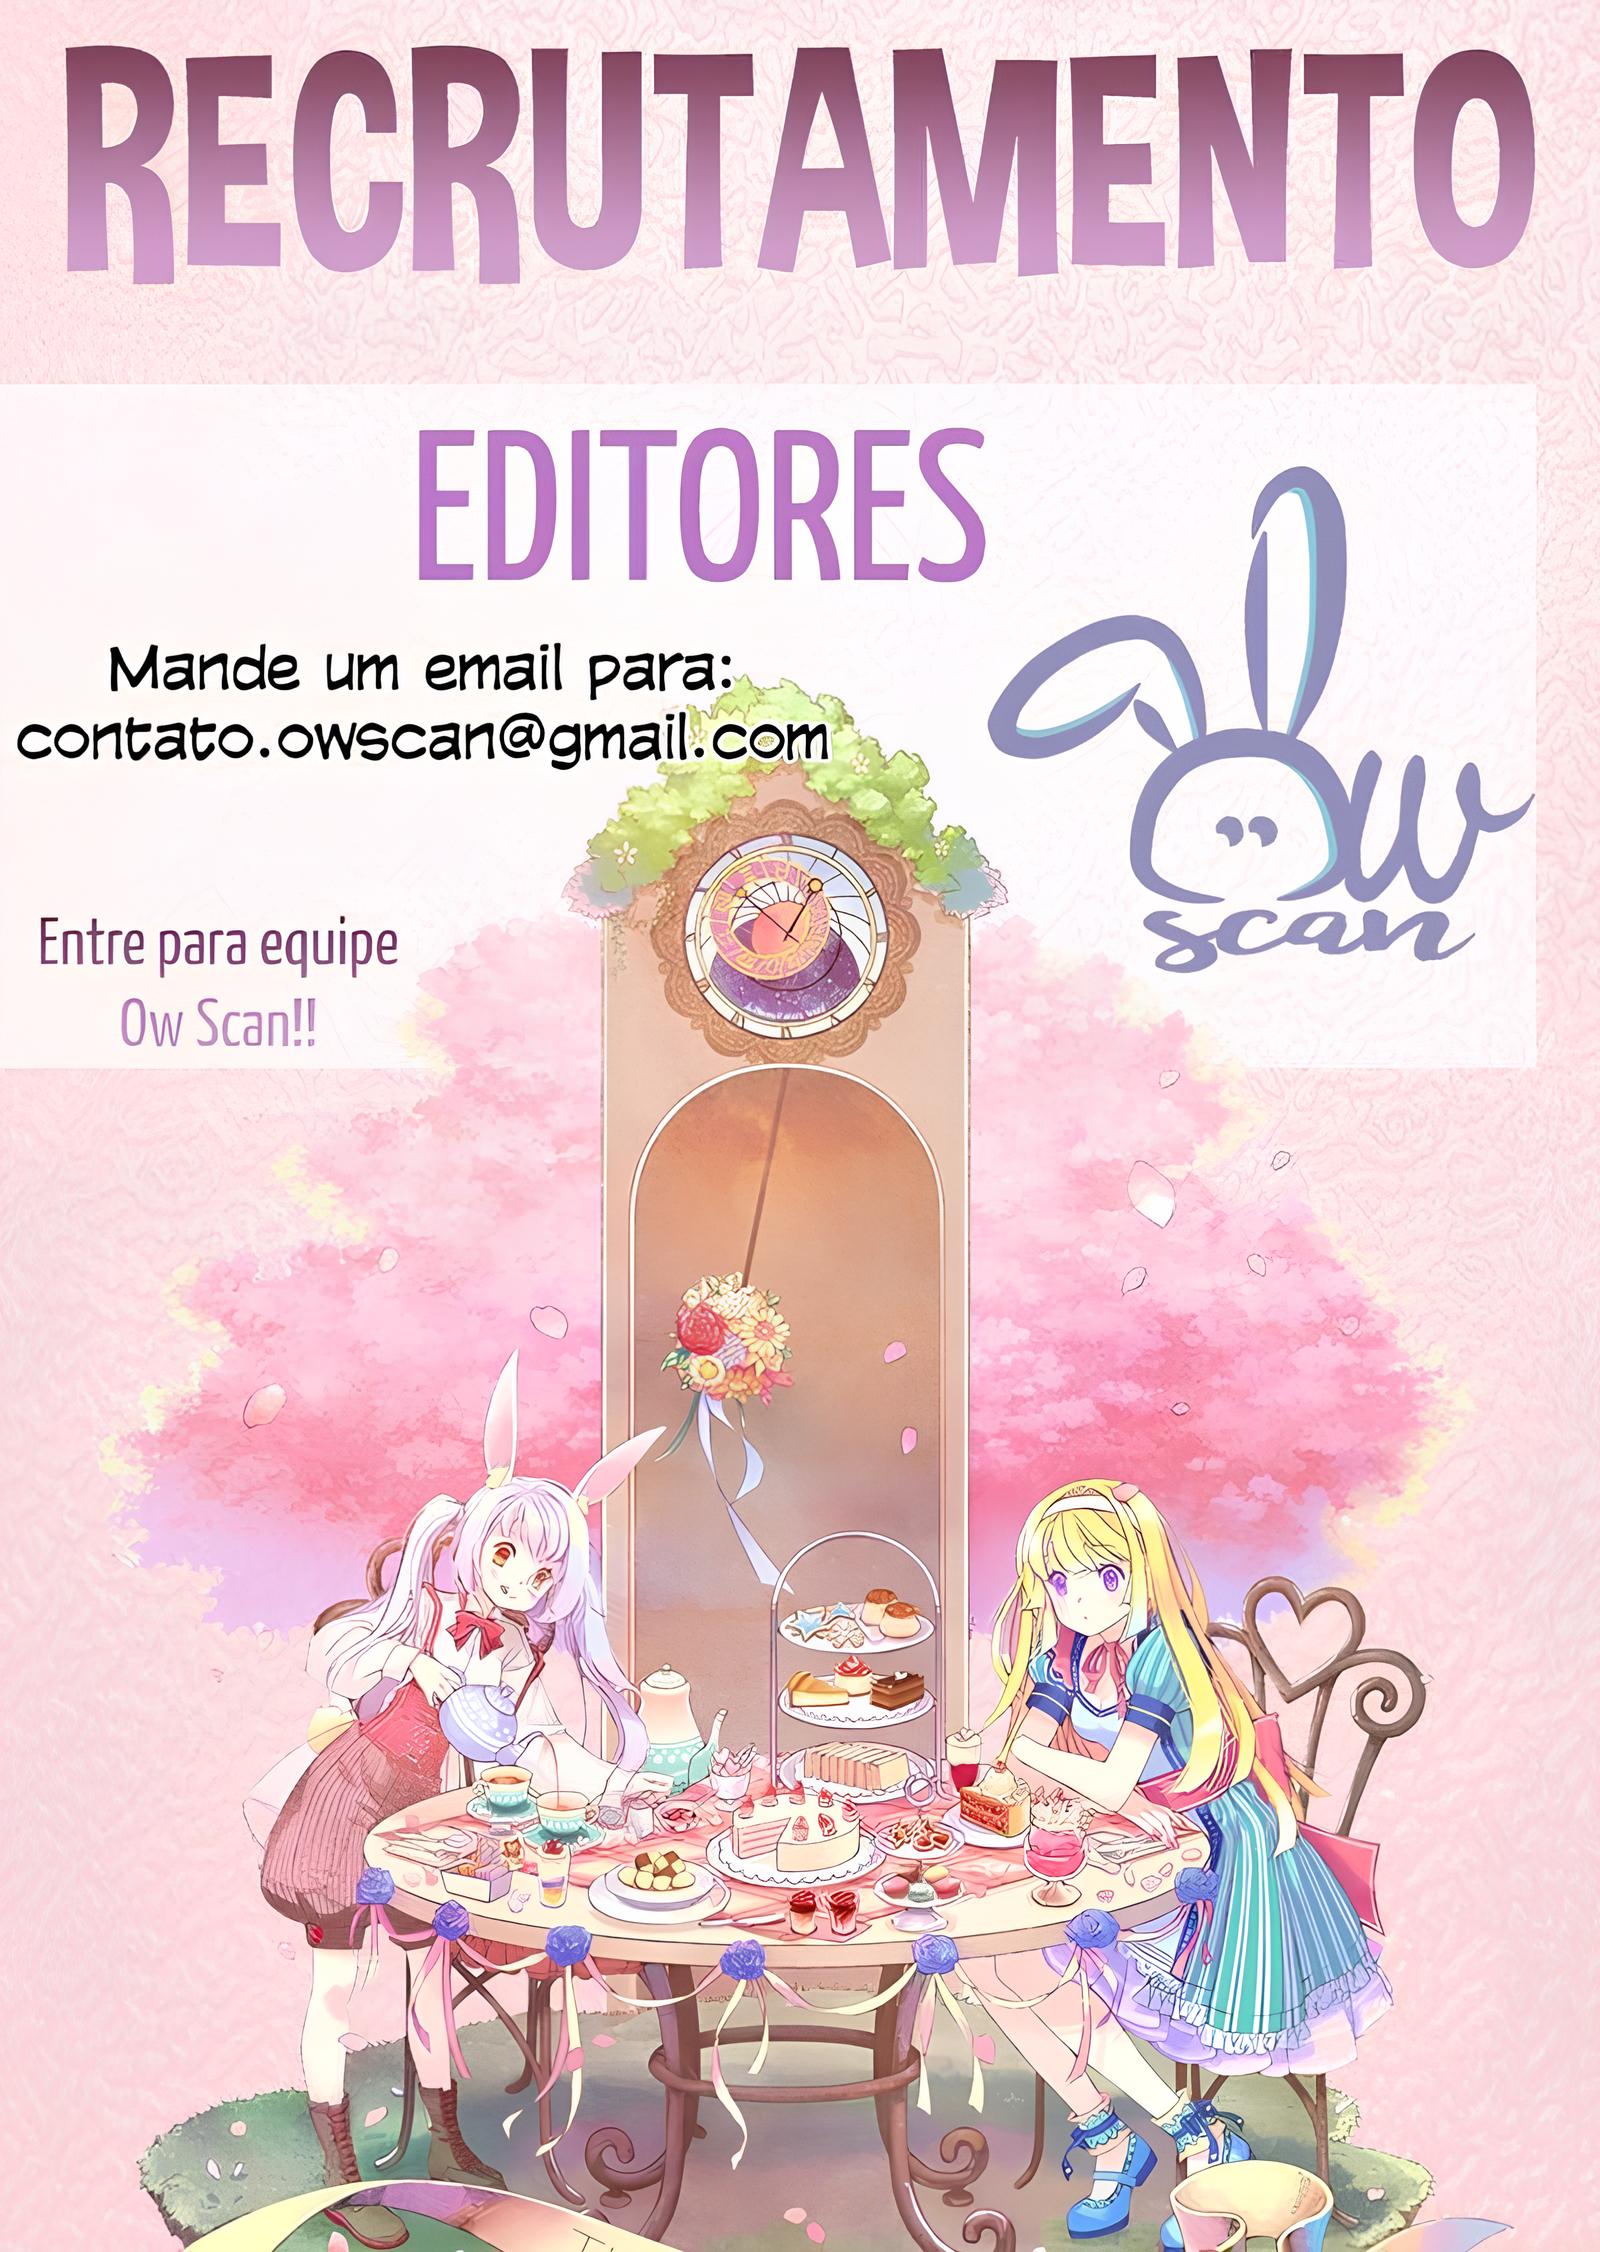 RECRUTAMENTO
EDITORES
Mande um email para:
contato.owscan@gmail.com
Ow
scan
Entre para equipe
Ow Scan!!